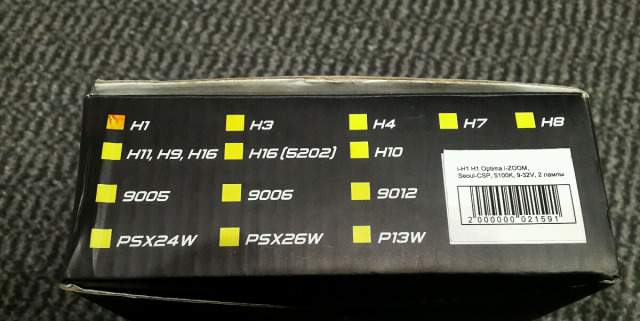 H1 H3 H4 H7 H8
H11, H9, H16 H16 (5202) H10
9005 9006 9012
PSX24W PSX26W P13W
i-H1 H1 Optima i-ZOOM,
Seoul-CSP, 5100K, 9-32V, 2 лампы
2 000000 021591